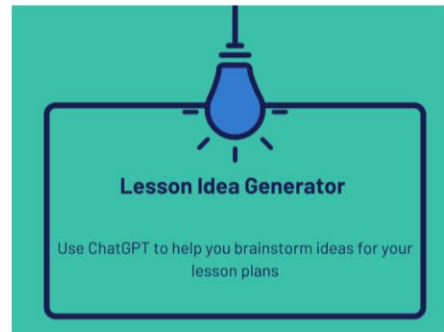 Lesson Idea Generator
Use ChatGPT to help you brainstorm ideas for your
lesson plans